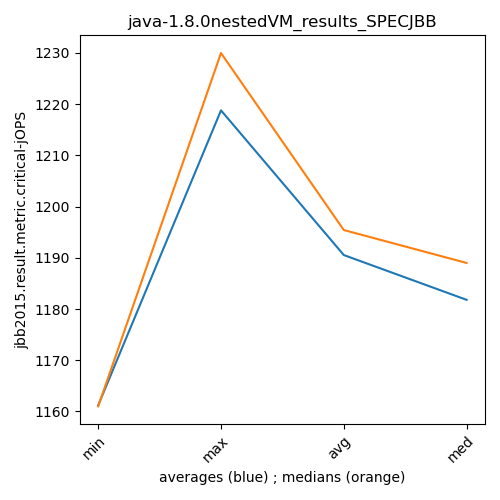 java-1.8.0nestedVM_results_SPECJBB
jbb2015.result.metric.critical-jOPS
1230
1220
1210
1200
1190
1180
1170
1160
min
max
avg
med
averages (blue) ; medians (orange)